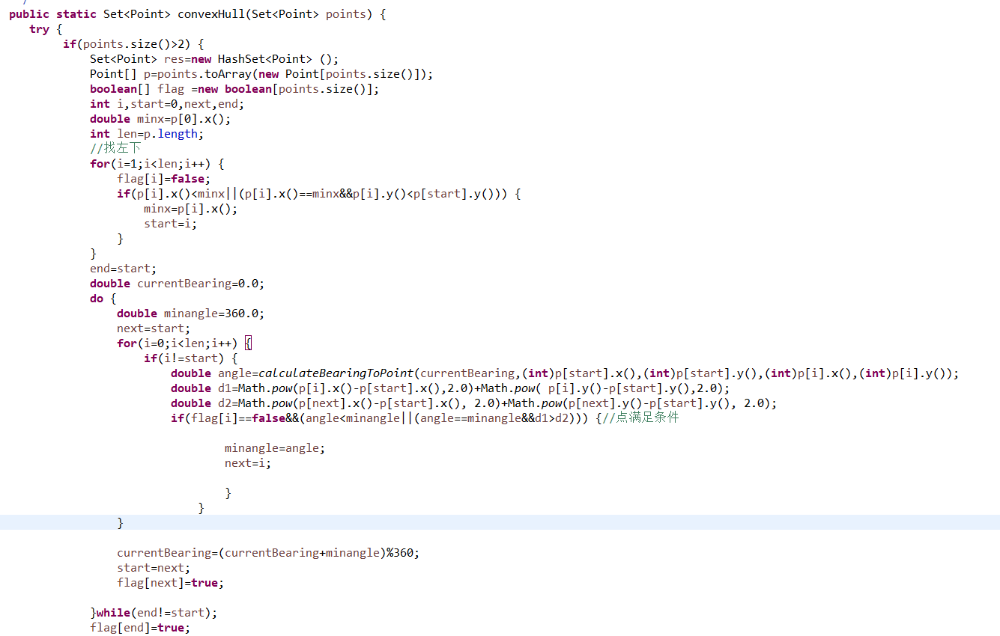 public static Set<Point> convexHull(Set<Point> points) {
try {
if(points.size()>2) {
Set<Point> res=new HashSet<Point> ();
Point[] p=points.toArray(new Point[points.size()]);
boolean[] flag =new boolean[points.size()];
int i,start=0,next,end;
double minx=p[0].x();
int len=p.length;
//找左下
for(i=1;i<len;i++) {
flag[i]=false;
if(p[i].x()<minx||(p[i].x()==minx&&p[i].y()<p[start].y())) {
minx=p[i].x();
start=i;
}
}
end=start;
double currentBearing=0.0;
do {
double minangle=360.0;
next=start;
for(i=0;i<len;i++) {
if(i!=start) {
double angle=calculateBearingToPoint(currentBearing,(int)p[start].x(),(int)p[start].y(),(int)p[i].x(),(int)p[i].y());
double d1=Math.pow(p[i].x()-p[start].x(),2.0)+Math.pow( p[i].y()-p[start].y(),2.0);
double d2=Math.pow(p[next].x()-p[start].x(), 2.0)+Math.pow(p[next].y()-p[start].y(), 2.0);
if(flag[i]==false&&(angle<minangle||(angle==minangle&&d1>d2))) {//点满足条件
minangle=angle;
next=i;
}
}
}
currentBearing=(currentBearing+minangle)%360;
start=next;
flag[next]=true;
}while(end!=start);
flag[end]=true;